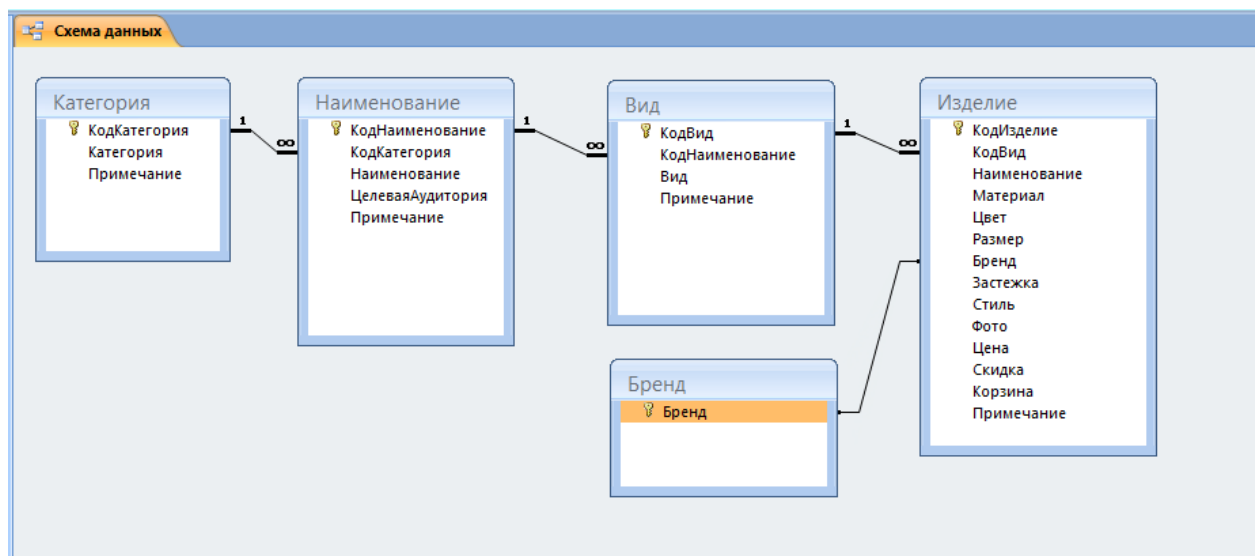 Схема данных
Категория
КодКатегория
Категория
Примечание
1
∞
Наименование
КодНаименование
КодКатегория
Наименование
ЦелеваяАудитория
Примечание
1
∞
Вид
КодВид
КодНаименование
Вид
Примечание
1
∞
Изделие
КодИзделие
КодВид
Наименование
Материал
Цвет
Размер
Бренд
Застежка
Стиль
Фото
Цена
Скидка
Корзина
Примечание
Бренд
Бренд